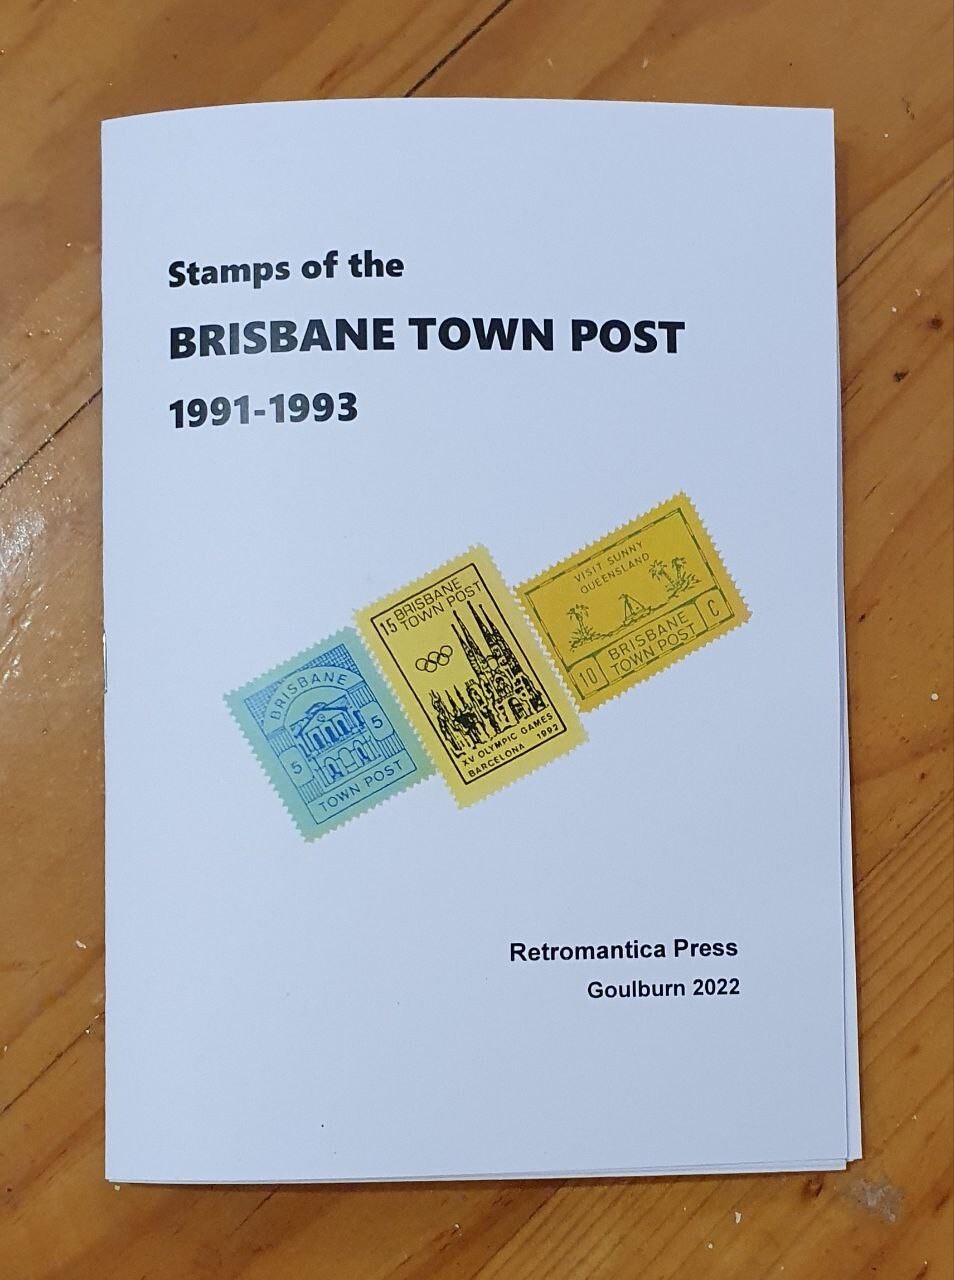 Stamps of the
BRISBANE TOWN POST
1991-1993
BRISBANE
5
5
TOWN POST
15 BRISBANE
TOWN POST
XV OLYMPIC GAMES
BARCELONA 1992
VISIT SUNNY
QUEENSLAND
10
BRISBANE
TOWN POST
C
Retromantica Press
Goulburn 2022